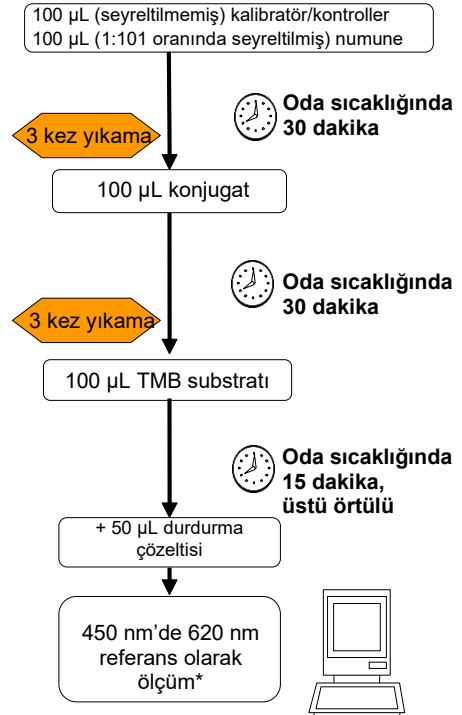 100 µL (seyreltilmemiş) kalibratör/kontroller
100 µL (1:101 oranında seyreltilmiş) numune
Oda sıcaklığında
30 dakika
3 kez yıkama
100 µL konjugat
Oda sıcaklığında
30 dakika
3 kez yıkama
100 µL TMB substratı
Oda sıcaklığında
15 dakika,
üstü örtülü
+ 50 µL durdurma
çözeltisi
450 nm’de 620 nm
referans olarak
ölçüm*